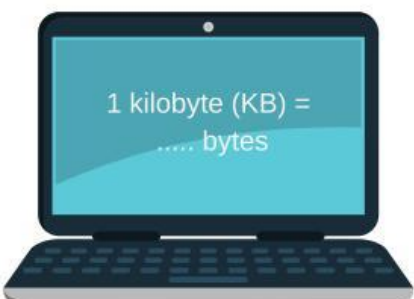 1 kilobyte (KB) =
..... bytes